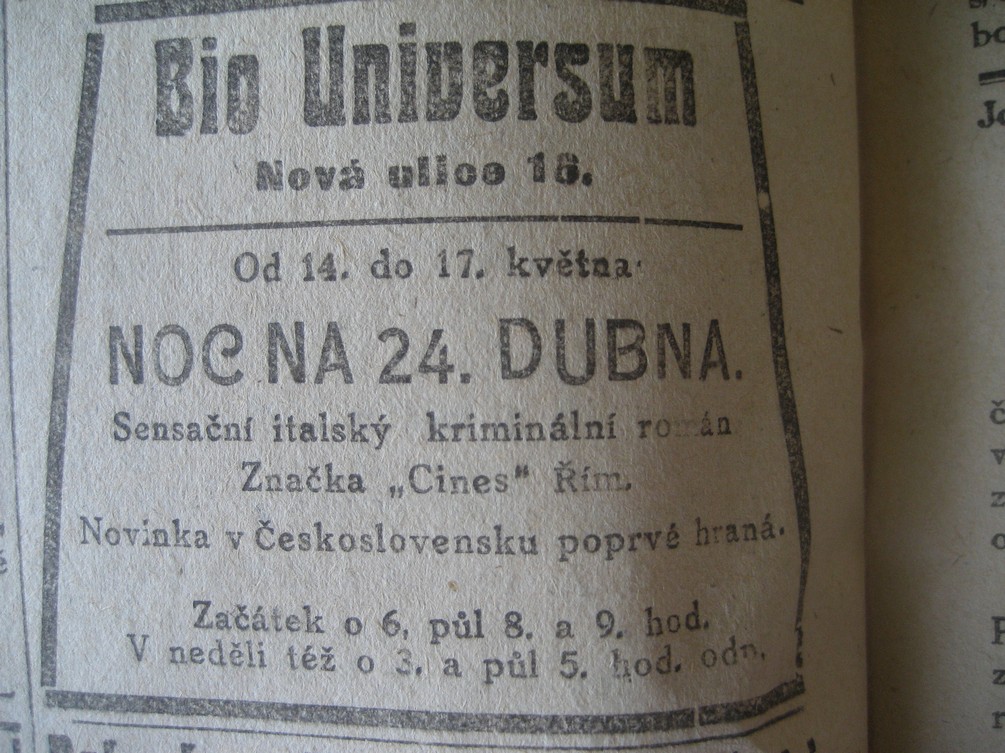 Bio Universum
Nová ulice 18.
Od 14. do 17. května
NOC NA 24. DUBNA.
Sensační italský kriminální román
Značka „Cines“ Řím.
Novinka v Československu poprvé hraná.
Začátek o 6, půl 8. a 9. hod.
V neděli též o 3. a půl 5. hod. odp.